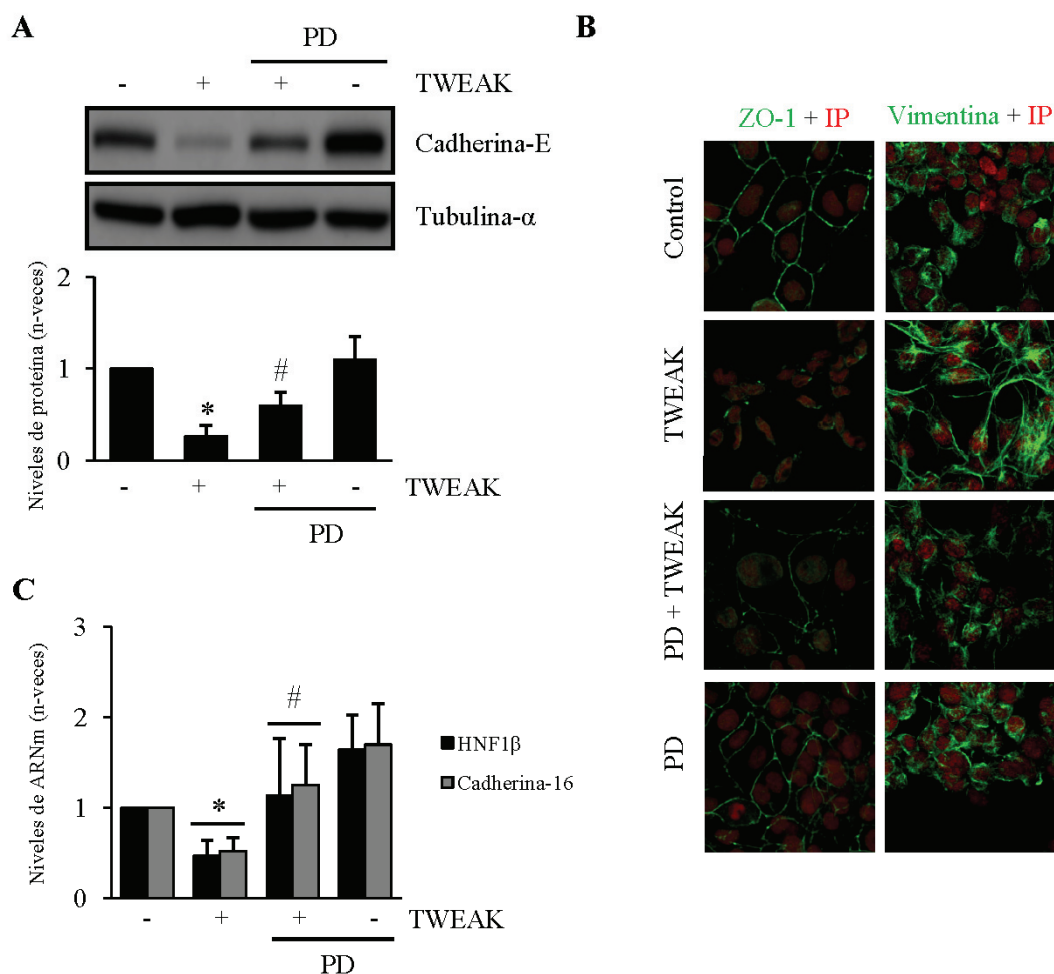 A
PD
- + + - TWEAK
Cadherina-E
Tubulina-α
Niveles de proteína (n-veces)
2
1
0
*
#
- + + - TWEAK
PD
B
ZO-1 + IP Vimentina + IP
Control
TWEAK
PD + TWEAK
PD
C
Niveles de ARNm (n-veces)
3
2
1
0
*
#
HNF1β
Cadherina-16
- + + - TWEAK
PD